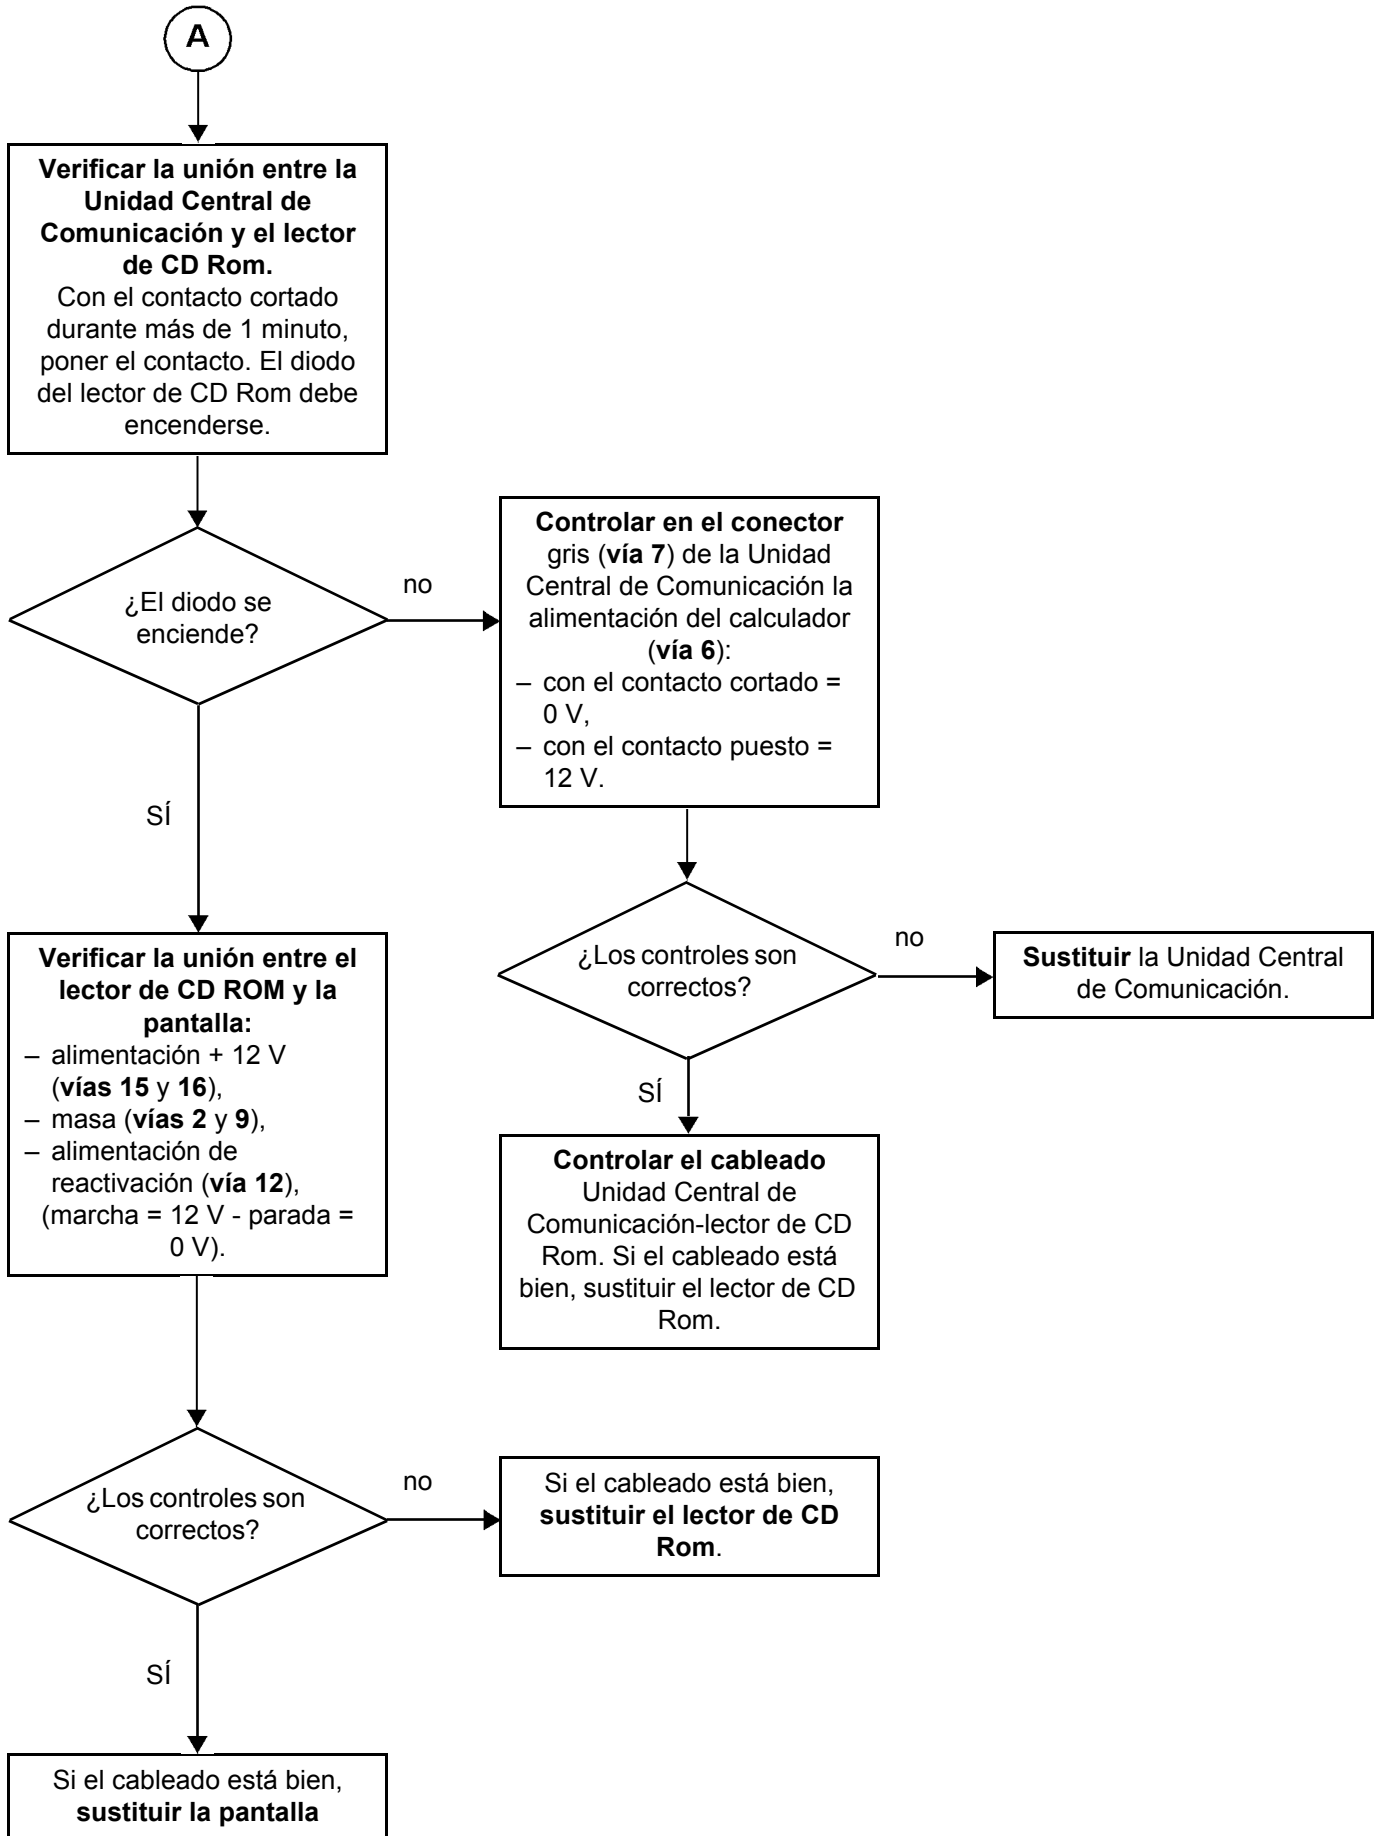 A
Verificar la unión entre la
Unidad Central de
Comunicación y el lector
de CD Rom.
Con el contacto cortado
durante más de 1 minuto,
poner el contacto. El diodo
del lector de CD Rom debe
encenderse.
¿El diodo se
enciende?
no
Controlar en el conector
gris (vía 7) de la Unidad
Central de Comunicación la
alimentación del calculador
(vía 6):
– con el contacto cortado =
0 V,
– con el contacto puesto =
12 V.
SÍ
¿Los controles son
correctos?
no
Sustituir la Unidad Central
de Comunicación.
SÍ
Controlar el cableado
Unidad Central de
Comunicación-lector de CD
Rom. Si el cableado está
bien, sustituir el lector de CD
Rom.
Verificar la unión entre el
lector de CD ROM y la
pantalla:
– alimentación + 12 V
(vías 15 y 16),
– masa (vías 2 y 9),
– alimentación de
reactivación (vía 12),
(marcha = 12 V - parada =
0 V).
¿Los controles son
correctos?
no
Si el cableado está bien,
sustituir el lector de CD
Rom.
SÍ
Si el cableado está bien,
sustituir la pantalla